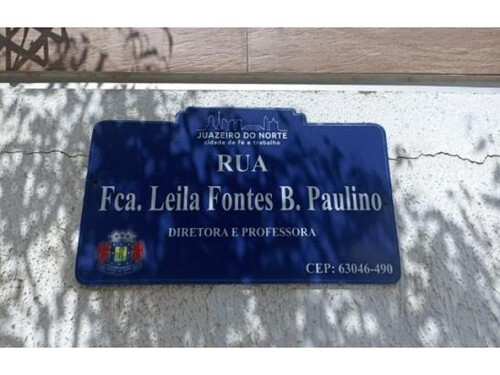 JUAZEIRO DO NORTE
cidade de fé e trabalho
RUA
Fca. Leila Fontes B. Paulino
DIRETORA E PROFESSORA
CEP: 63046-490